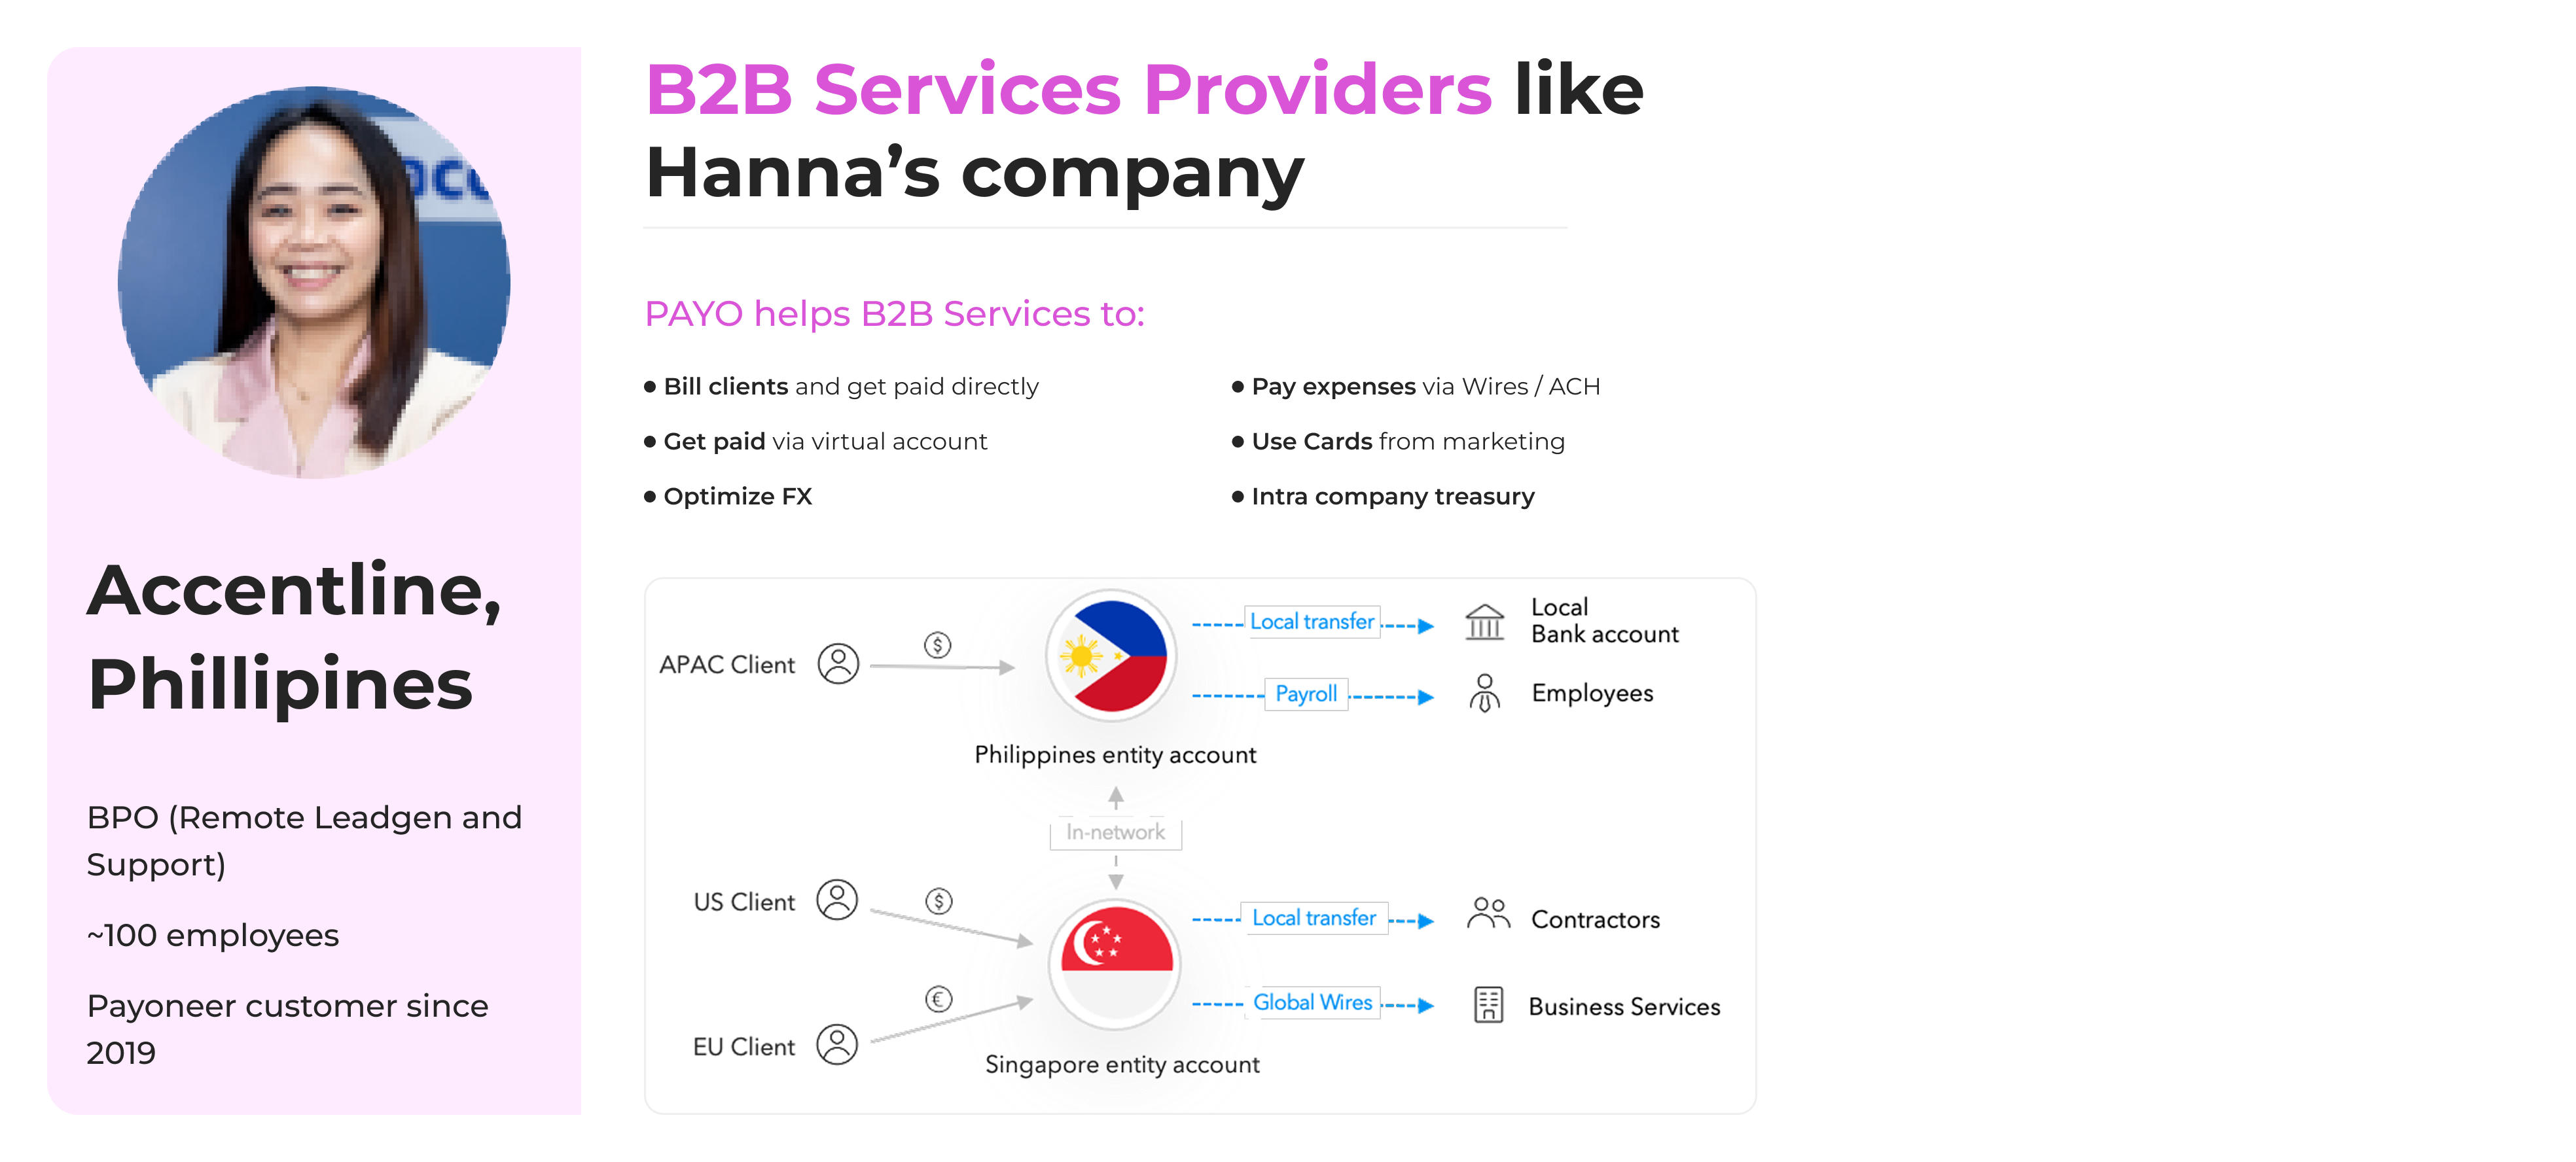 acc
Accentline,
Phillipines
BPO (Remote Leadgen and
Support)
~100 employees
Payoneer customer since
2019
B2B Services Providers like
Hanna’s company
PAYO helps B2B Services to:
● Bill clients and get paid directly
● Get paid via virtual account
● Optimize FX
● Pay expenses via Wires / ACH
● Use Cards from marketing
● Intra company treasury
APAC Client
$
Local transfer
Local
Bank account
Payroll
Employees
Philippines entity account
In-network
US Client
$
Local transfer
Contractors
€
Global Wires
Business Services
EU Client
Singapore entity account